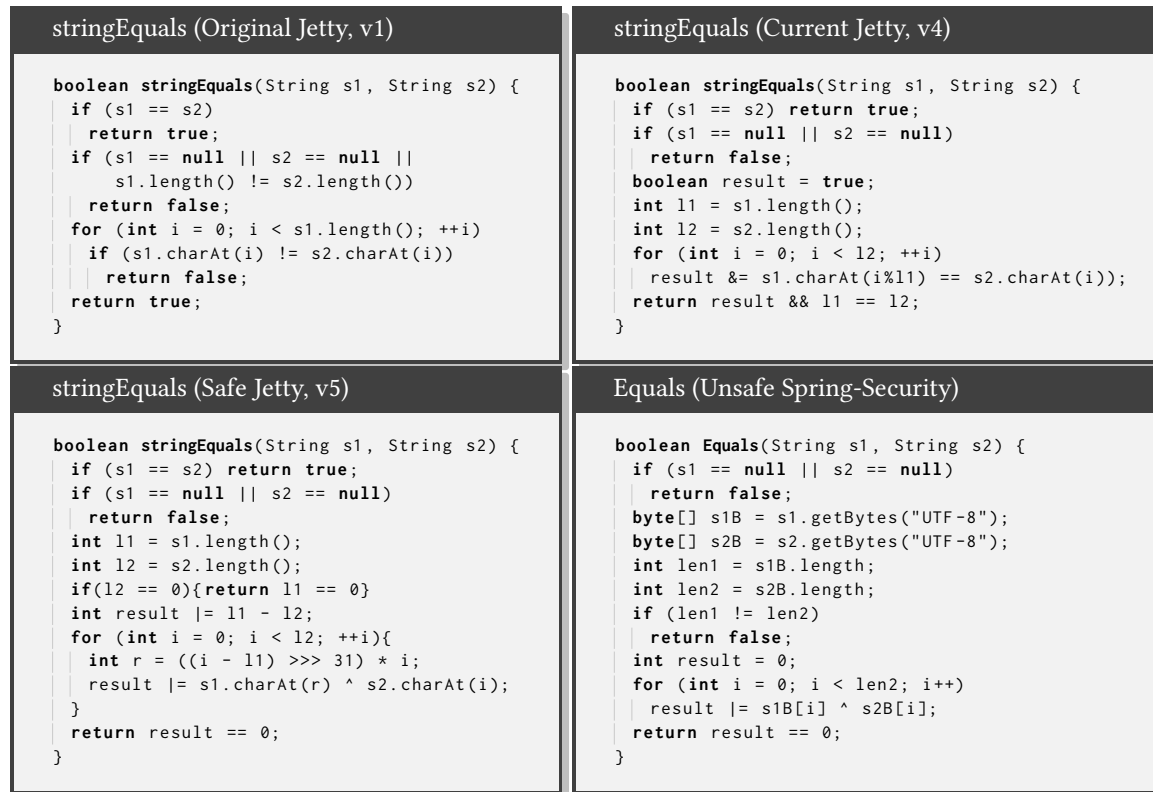 stringEquals (Original Jetty, v1)
boolean stringEquals(String s1, String s2) {
if (s1 == s2)
return true;
if (s1 == null || s2 == null ||
s1.length() != s2.length())
return false;
for (int i = 0; i < s1.length(); ++i)
if (s1.charAt(i) != s2.charAt(i))
return false;
return true;
}
stringEquals (Current Jetty, v4)
boolean stringEquals(String s1, String s2) {
if (s1 == s2) return true;
if (s1 == null || s2 == null)
return false;
boolean result = true;
int l1 = s1.length();
int l2 = s2.length();
for (int i = 0; i < l2; ++i)
result &= s1.charAt(i%l1) == s2.charAt(i));
return result && l1 == l2;
}
stringEquals (Safe Jetty, v5)
boolean stringEquals(String s1, String s2) {
if (s1 == s2) return true;
if (s1 == null || s2 == null)
return false;
int l1 = s1.length();
int l2 = s2.length();
if(l2 == 0){return l1 == 0}
int result |= l1 - l2;
for (int i = 0; i < l2; ++i){
int r = ((i - l1) >>> 31) * i;
result |= s1.charAt(r) ^ s2.charAt(i);
}
return result == 0;
}
Equals (Unsafe Spring-Security)
boolean Equals(String s1, String s2) {
if (s1 == null || s2 == null)
return false;
byte[] s1B = s1.getBytes("UTF-8");
byte[] s2B = s2.getBytes("UTF-8");
int len1 = s1B.length;
int len2 = s2B.length;
if (len1 != len2)
return false;
int result = 0;
for (int i = 0; i < len2; i++)
result |= s1B[i] ^ s2B[i];
return result == 0;
}